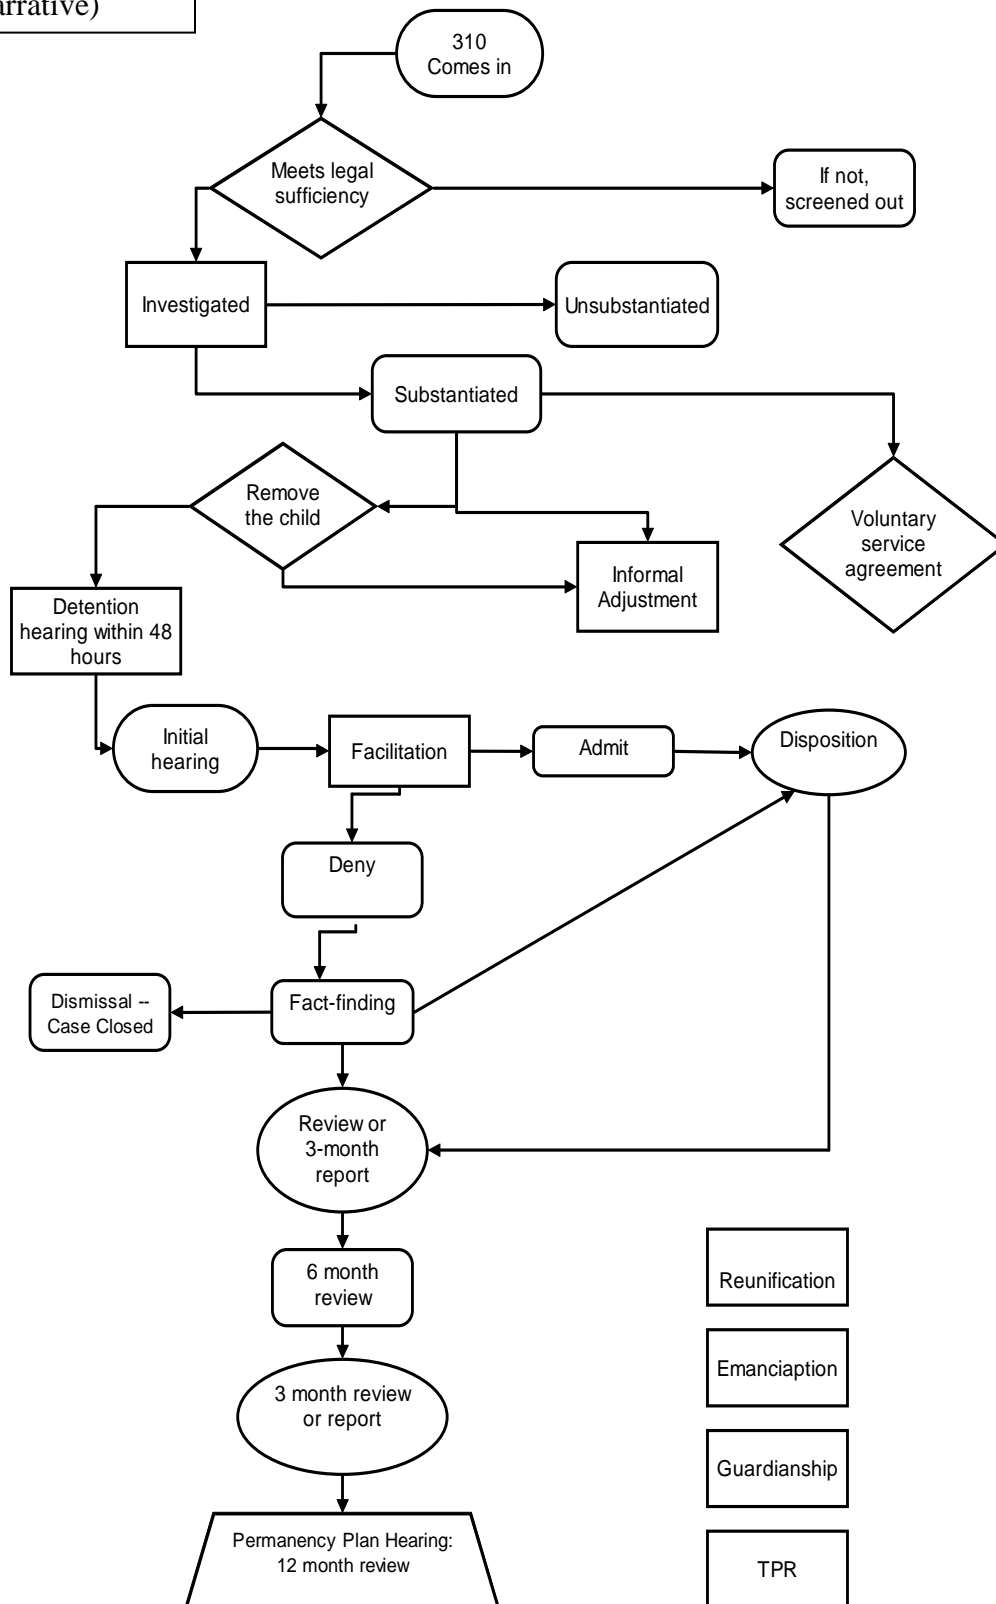 310
Comes in
Meets legal
sufficiency
If not,
screened out
Investigated
Unsubstantiated
Substantiated
Remove
the child
Voluntary
service
agreement
Informal
Adjustment
Detention
hearing within 48
hours
Initial
hearing
Facilitation
Admit
Disposition
Deny
Dismissal --
Case Closed
Fact-finding
Review or
3-month
report
6 month
review
Reunification
3 month review
or report
Emanciaption
Guardianship
Permanency Plan Hearing:
12 month review
TPR